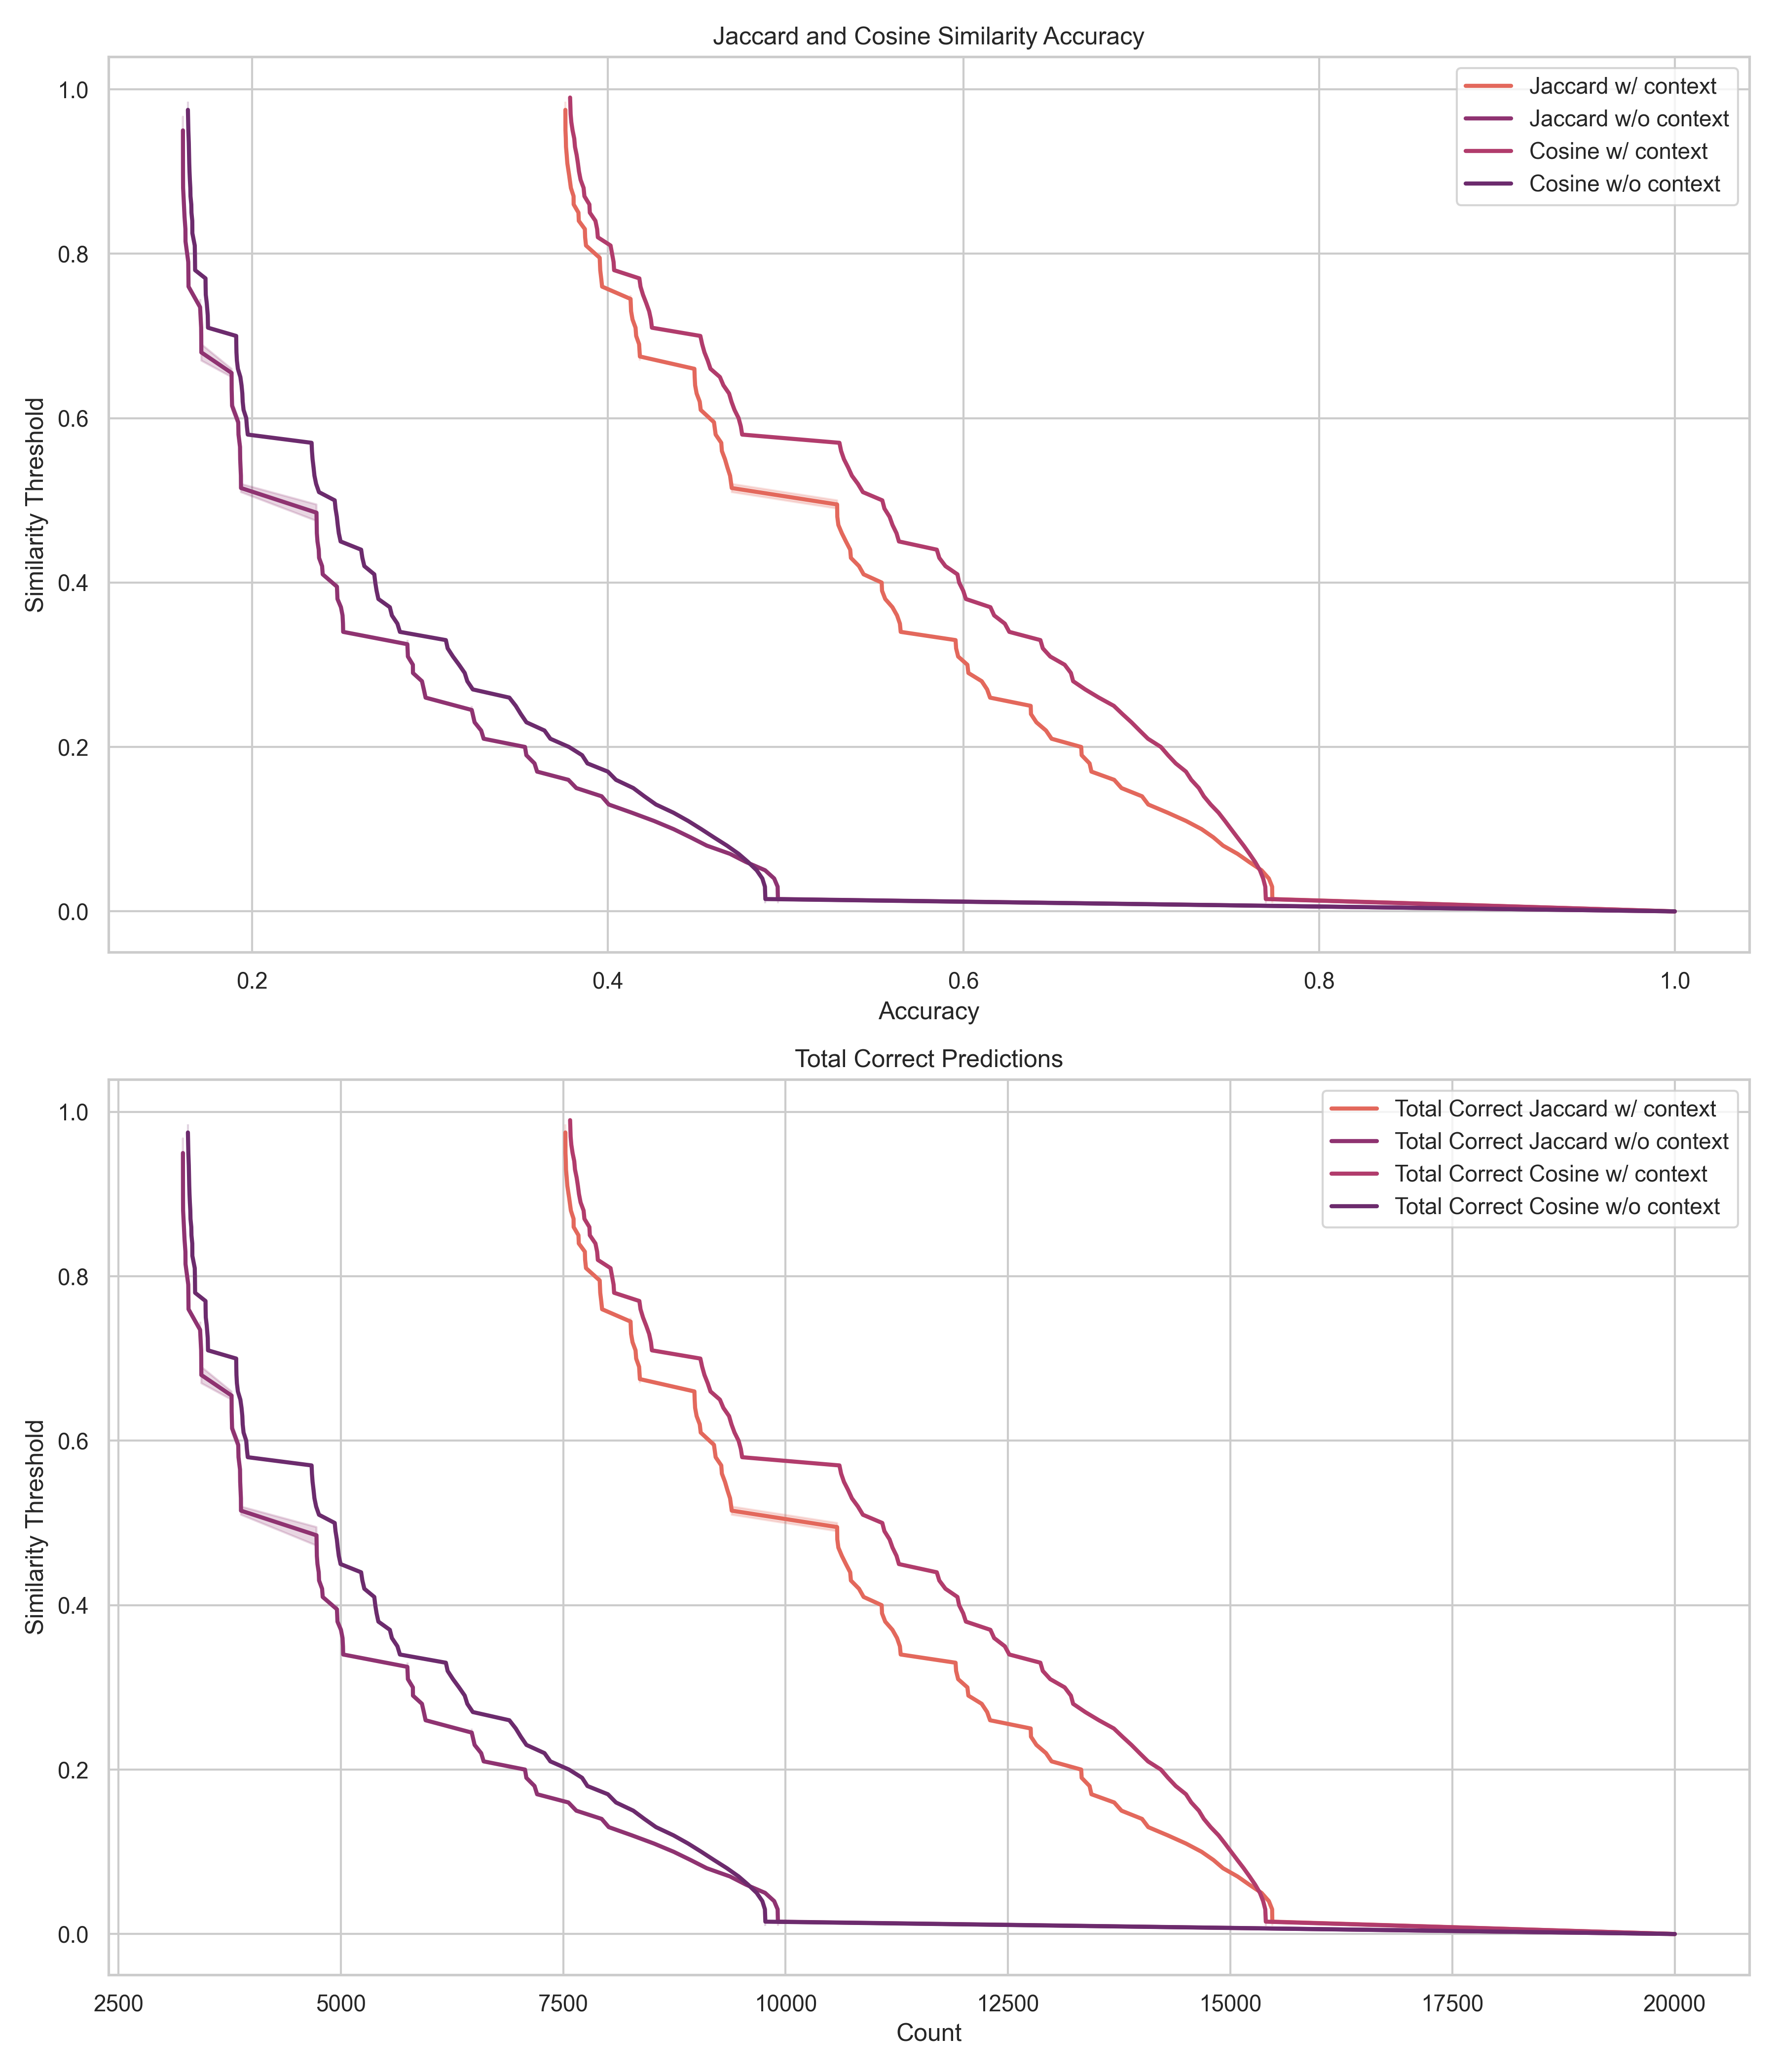 Jaccard and Cosine Similarity Accuracy
Jaccard w/ context
Jaccard w/o context
Cosine w/ context
Cosine w/o context
Similarity Threshold
1.0
0.8
0.6
0.4
0.2
0.0
0.2 0.4 0.6 0.8 1.0
Accuracy
Total Correct Predictions
Total Correct Jaccard w/ context
Total Correct Jaccard w/o context
Total Correct Cosine w/ context
Total Correct Cosine w/o context
Similarity Threshold
1.0
0.8
0.6
0.4
0.2
0.0
2500 5000 7500 10000 12500 15000 17500 20000
Count